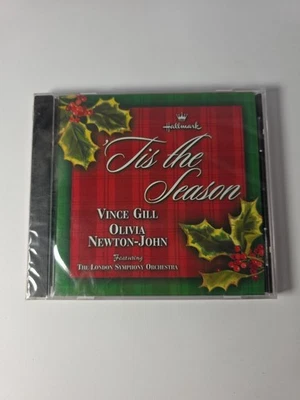 Hallmark
'Tis the
Season
VINCE GILL
OLIVIA
NEWTON-JOHN
Featuring
THE LONDON SYMPHONY ORCHESTRA